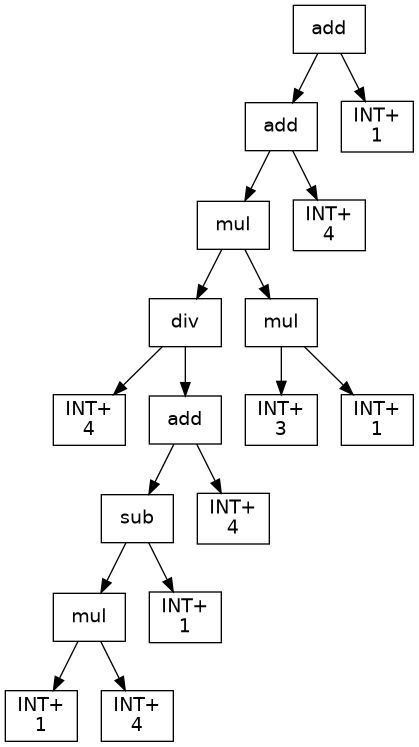 add
add
INT+
1
mul
INT+
4
div
mul
INT+
4
add
INT+
3
INT+
1
sub
INT+
4
mul
INT+
1
INT+
1
INT+
4